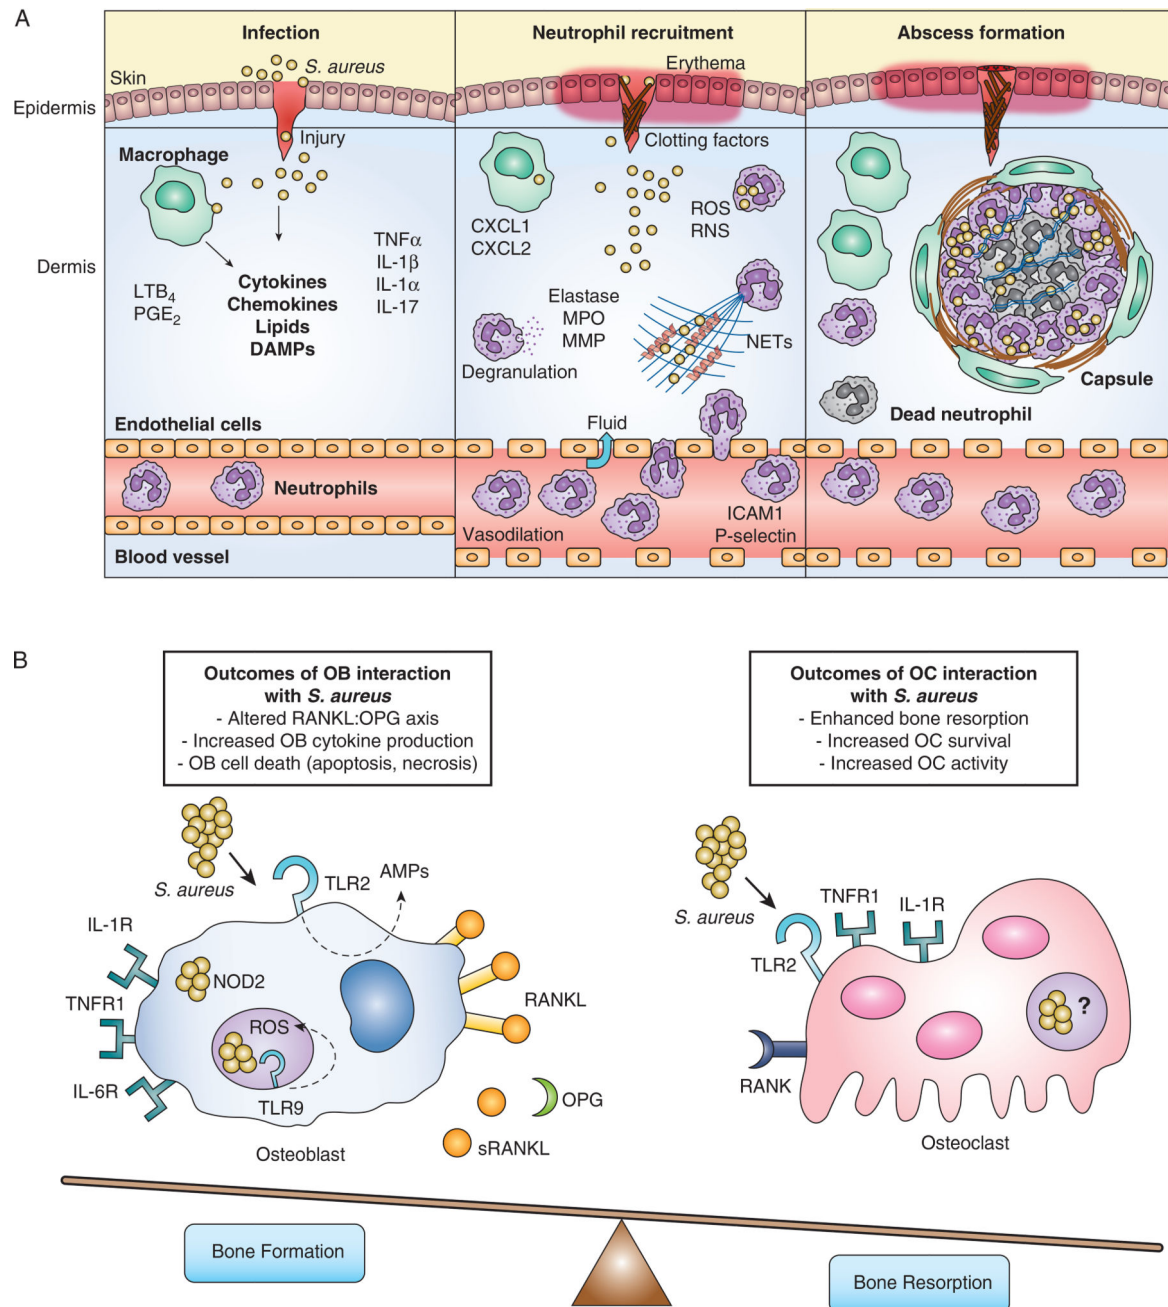 A
Infection
S. aureus
Skin
Epidermis
Injury
Macrophage
Dermis
TNFα
IL-1β
IL-1α
IL-17
LTB₄
PGE₂
Cytokines
Chemokines
Lipids
DAMPs
Endothelial cells
Neutrophils
Blood vessel
Neutrophil recruitment
Erythema
Clotting factors
CXCL1
CXCL2
ROS
RNS
Elastase
MPO
MMP
NETs
Degranulation
Fluid
Vasodilation
ICAM1
P-selectin
Abscess formation
Capsule
Dead neutrophil
B
Outcomes of OB interaction
with S. aureus
- Altered RANKL:OPG axis
- Increased OB cytokine production
- OB cell death (apoptosis, necrosis)
S. aureus
TLR2
AMPs
IL-1R
NOD2
TNFR1
RANKL
ROS
IL-6R
TLR9
OPG
sRANKL
Osteoblast
Outcomes of OC interaction
with S. aureus
- Enhanced bone resorption
- Increased OC survival
- Increased OC activity
S. aureus
TNFR1
IL-1R
TLR2
?
RANK
Osteoclast
Bone Formation
Bone Resorption